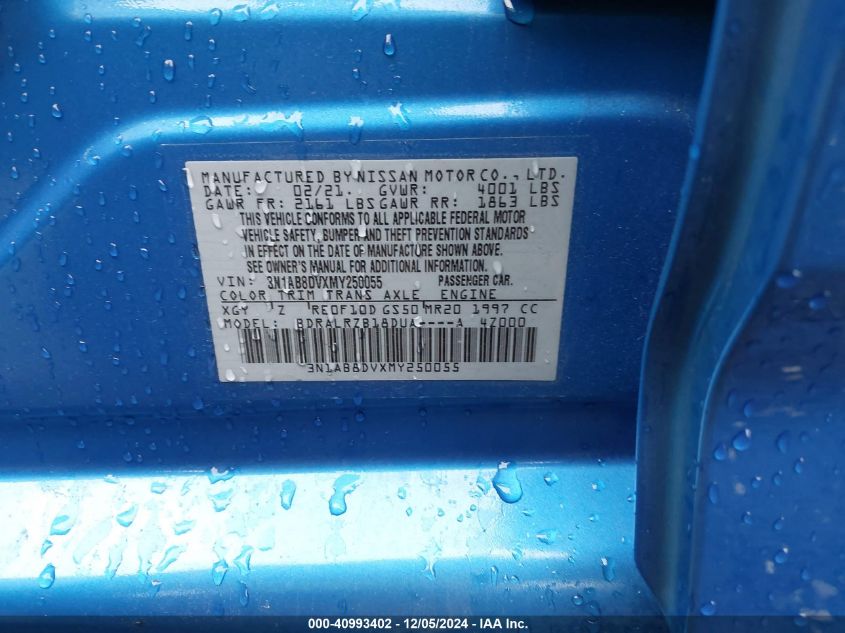 MANUFACTURED BY NISSAN MOTOR CO., LTD.
DATE: 02/21. GVWR: 4001 LBS
GAWR FR: 2161 LBS GAWR RR: 1863 LBS
THIS VEHICLE CONFORMS TO ALL APPLICABLE FEDERAL MOTOR
VEHICLE SAFETY, BUMPER AND THEFT PREVENTION STANDARDS
IN EFFECT ON THE DATE OF MANUFACTURE SHOWN ABOVE.
SEE OWNER'S MANUAL FOR ADDITIONAL INFORMATION.
VIN: 3N1AB8DVXMY250055 PASSENGER CAR.
COLOR TRIM TRANS AXLE ENGINE
XGY Z RE0F10D GS50 MR20 1997 CC
MODEL: BDRALRZB18DUA----A 4Z000
3N1AB8DVXMY250055
000-40993402 - 12/05/2024 - IAA Inc.